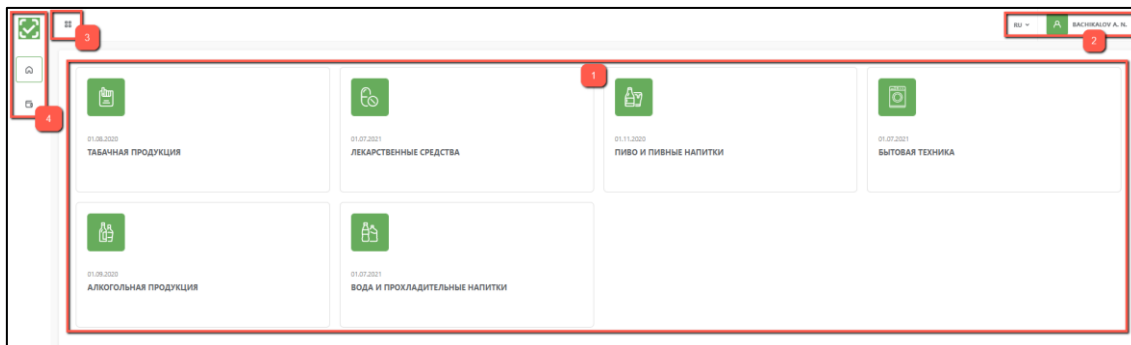 3
RU
BACHIKALOV A. N.
2
1
4
01.08.2020
ТАБАЧНАЯ ПРОДУКЦИЯ
01.07.2021
ЛЕКАРСТВЕННЫЕ СРЕДСТВА
01.11.2020
ПИВО И ПИВНЫЕ НАПИТКИ
01.07.2021
БЫТОВАЯ ТЕХНИКА
01.09.2020
АЛКОГОЛЬНАЯ ПРОДУКЦИЯ
01.07.2021
ВОДА И ПРОХЛАДИТЕЛЬНЫЕ НАПИТКИ